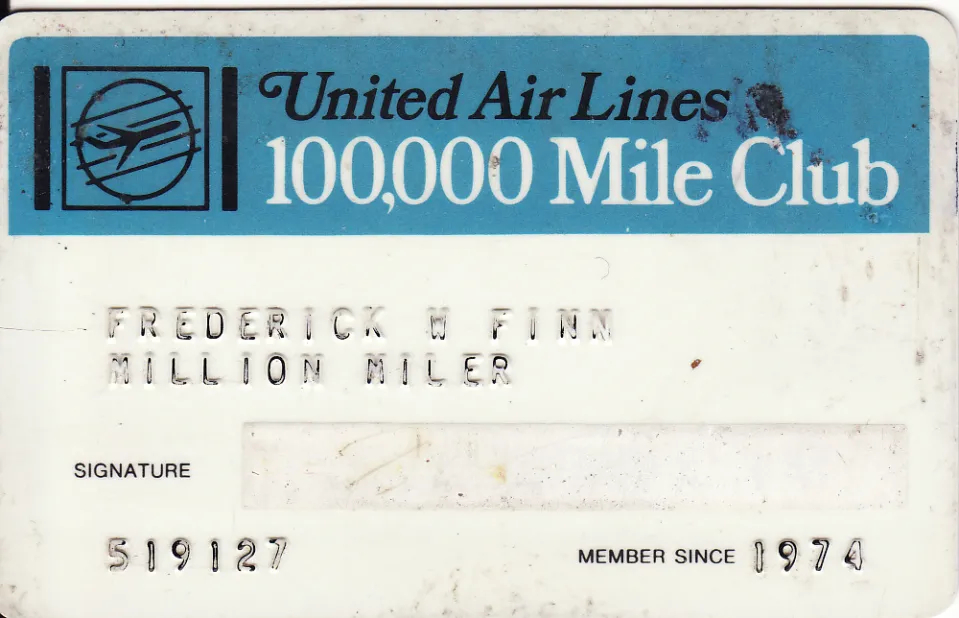 United Air Lines
100,000 Mile Club
FREDERICK W FINN
MILLION MILER
SIGNATURE
519127
MEMBER SINCE 1974